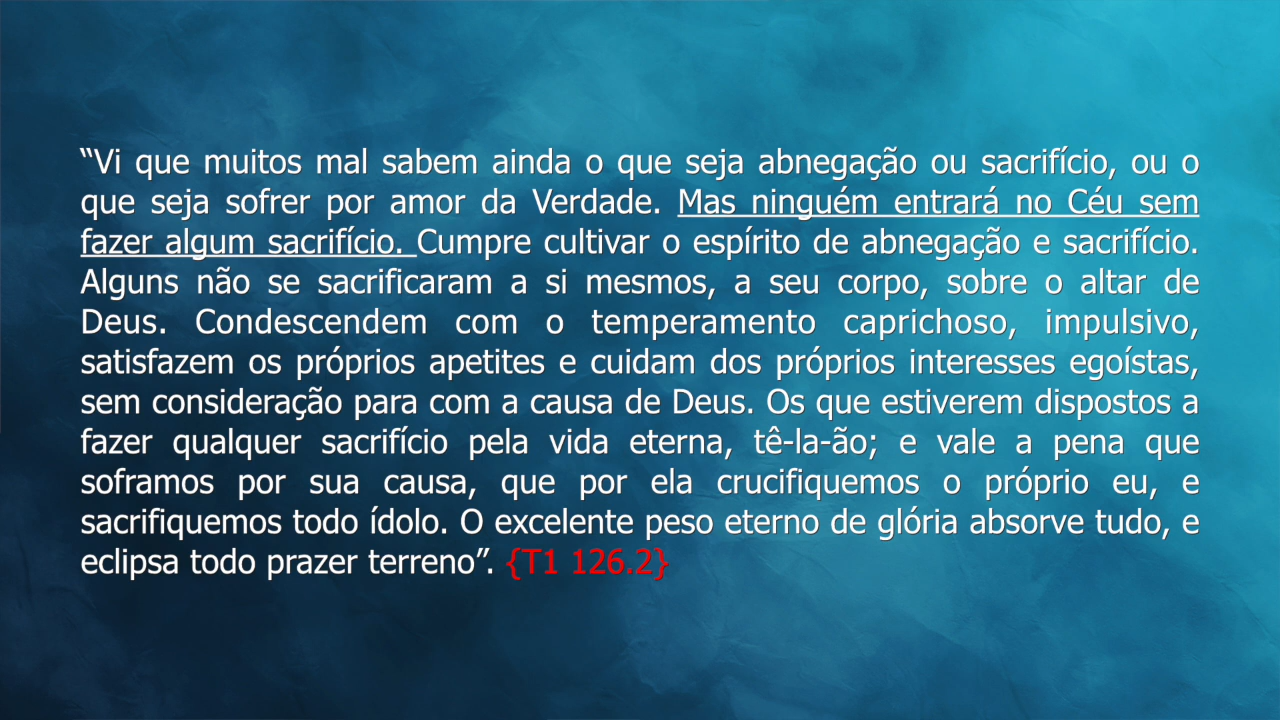 “Vi que muitos mal sabem ainda o que seja abnegação ou sacrifício, ou o
que seja sofrer por amor da Verdade. Mas ninguém entrará no Céu sem
fazer algum sacrifício. Cumpre cultivar o espírito de abnegação e sacrifício.
Alguns não se sacrificaram a si mesmos, a seu corpo, sobre o altar de
Deus. Condescendem com o temperamento caprichoso, impulsivo,
satisfazem os próprios apetites e cuidam dos próprios interesses egoístas,
sem consideração para com a causa de Deus. Os que estiverem dispostos a
fazer qualquer sacrifício pela vida eterna, tê-la-ão; e vale a pena que
soframos por sua causa, que por ela crucifiquemos o próprio eu, e
sacrifiquemos todo ídolo. O excelente peso eterno de glória absorve tudo, e
eclipsa todo prazer terreno”. {T1 126.2}